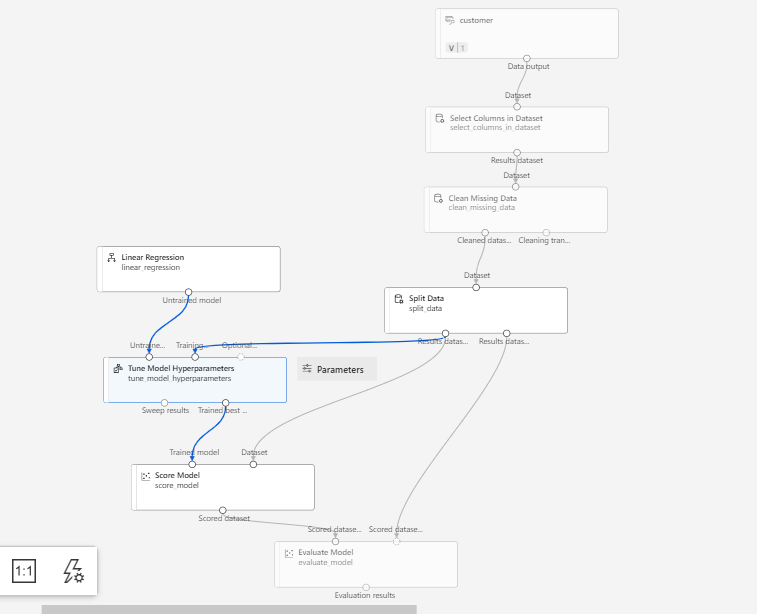 customer
V | 1
Data output
Dataset
Select Columns in Dataset
select_columns_in_dataset
Results dataset
Dataset
Clean Missing Data
clean_missing_data
Cleaned datas... Cleaning tran...
Linear Regression
linear_regression
Untrained model
Dataset
Split Data
split_data
Results datas... Results datas...
Untraine... Training... Optional...
Tune Model Hyperparameters
tune_model_hyperparameters
Parameters
Sweep results Trained best ...
Trained model Dataset
Score Model
score_model
Scored dataset
Scored datase... Scored datase...
Evaluate Model
evaluate_model
Evaluation results
1:1